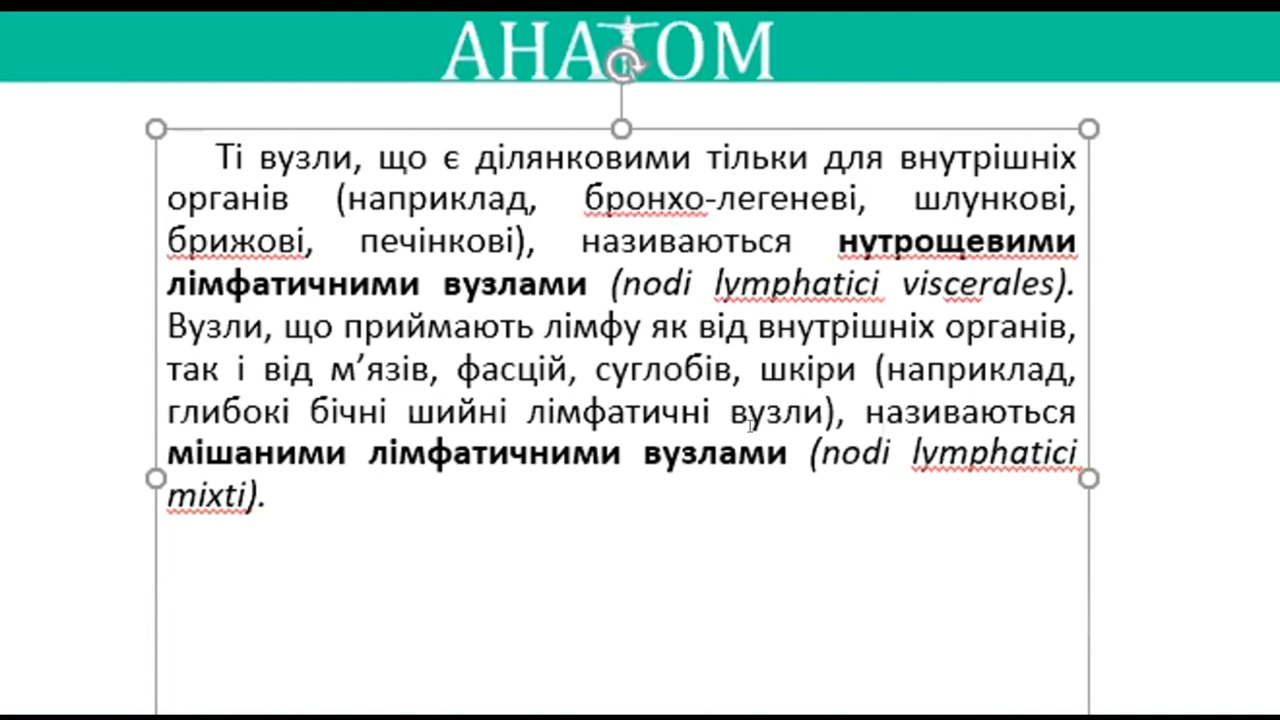 АНАТОМ
Ті вузли, що є ділянковими тільки для внутрішніх
органів (наприклад, бронхо-легеневі, шлункові,
брижові, печінкові), називаються нутрощевими
лімфатичними вузлами (nodi lymphatici viscerales).
Вузли, що приймають лімфу як від внутрішніх органів,
так і від м’язів, фасцій, суглобів, шкіри (наприклад,
глибокі бічні шийні лімфатичні вузли), називаються
мішаними лімфатичними вузлами (nodi lymphatici
mixti).